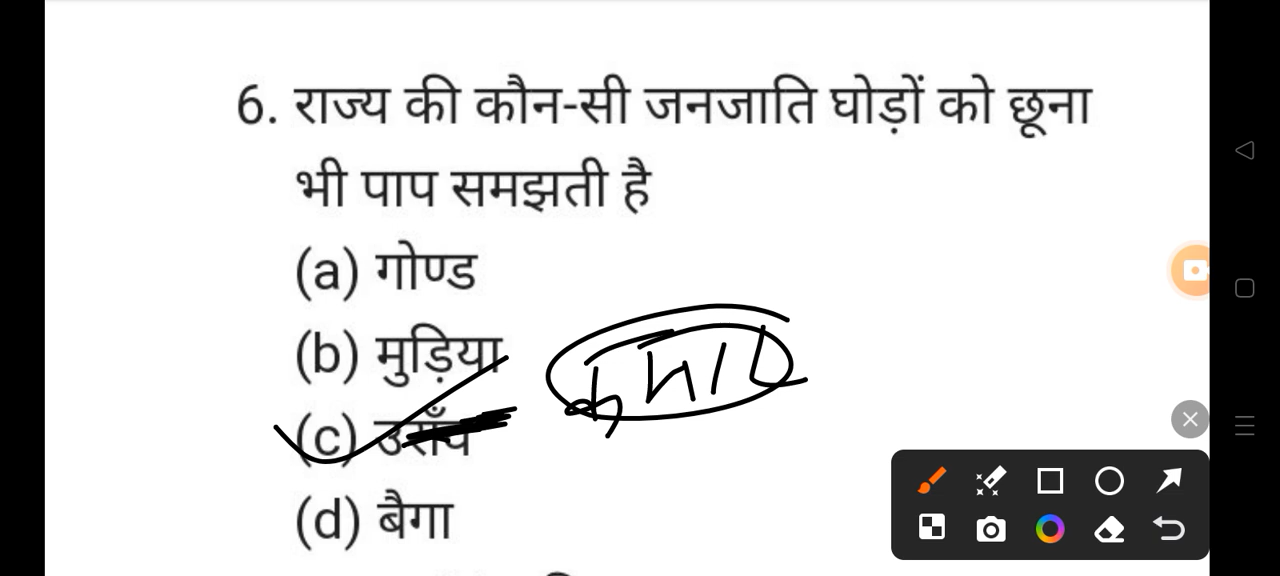 6. राज्य की कौन-सी जनजाति घोड़ों को छूना
भी पाप समझती है
(a) गोण्ड
(b) मुड़िया
(c) उराँव
(d) बैगा